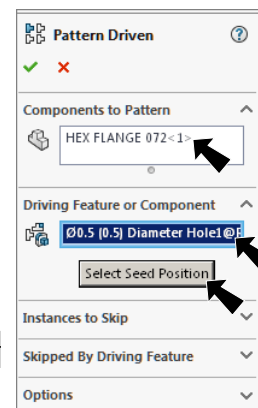 Pattern Driven
Components to Pattern
HEX FLANGE 072<1>
Driving Feature or Component
Ø0.5 (0.5) Diameter Hole1@
Select Seed Position
Instances to Skip
Skipped By Driving Feature
Options